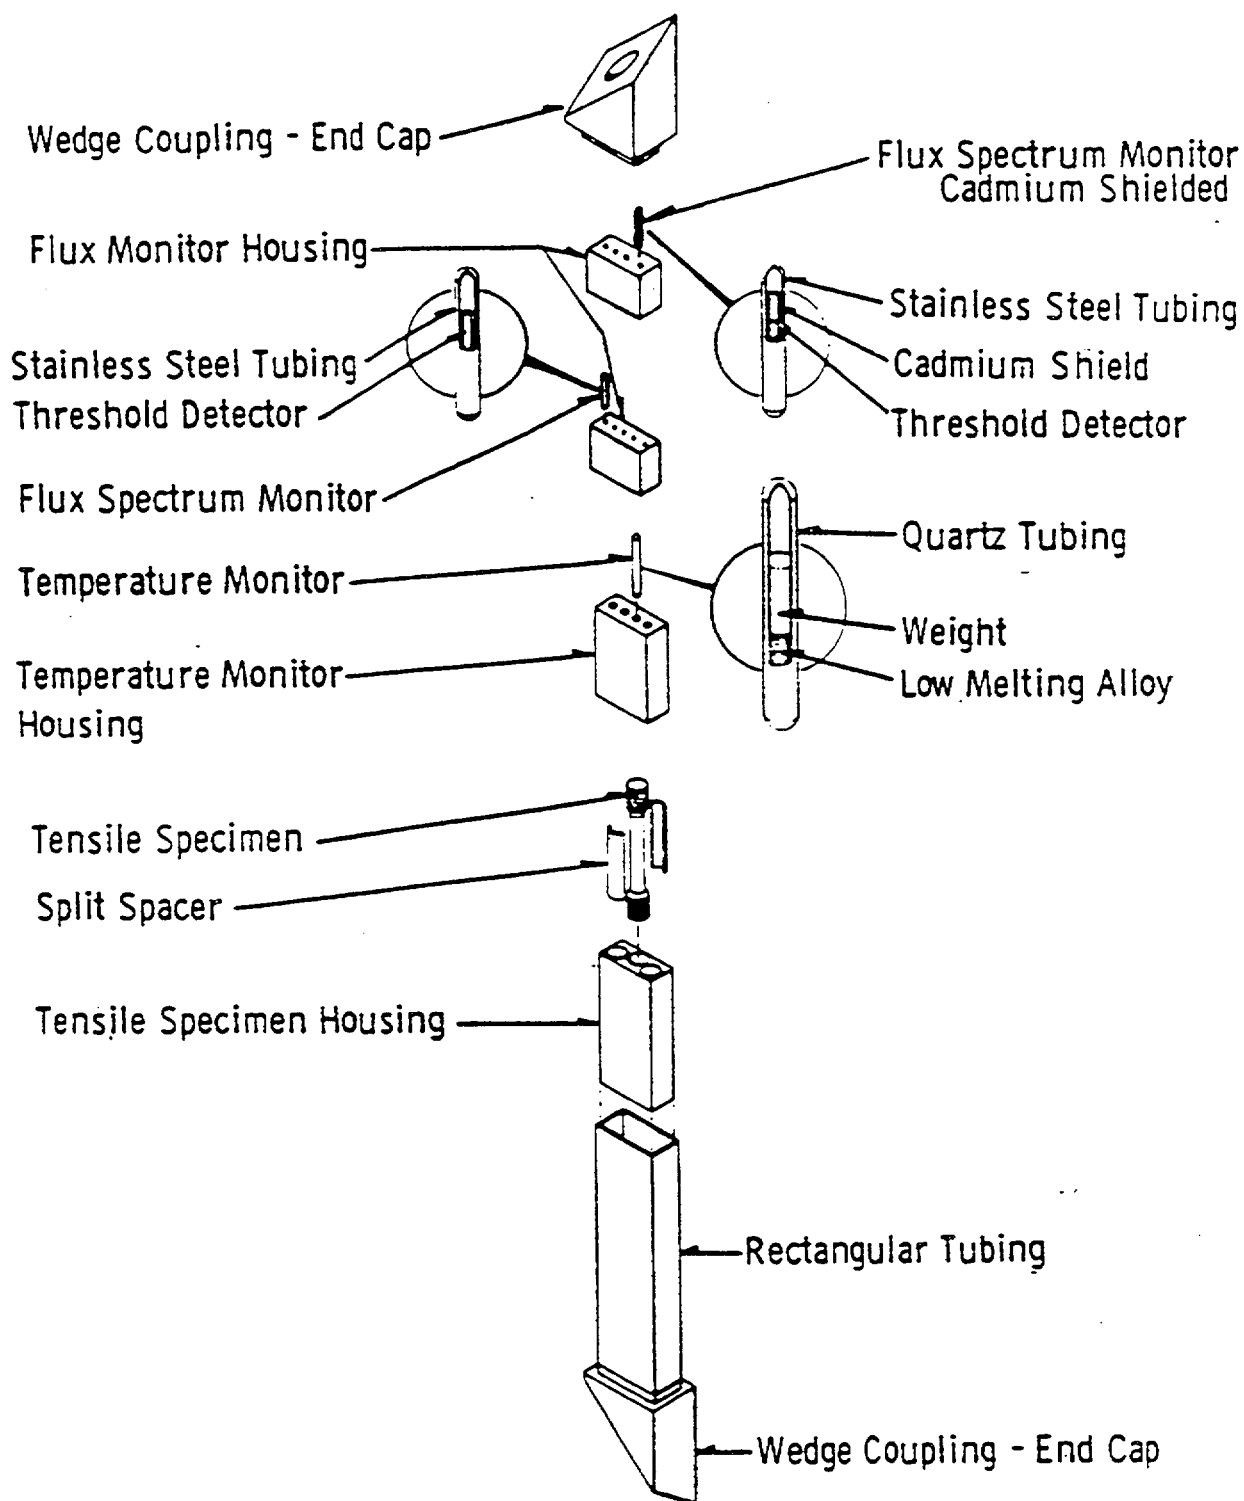 Wedge Coupling - End Cap
Flux Spectrum Monitor
Cadmium Shielded
Flux Monitor Housing
Stainless Steel Tubing
Cadmium Shield
Threshold Detector
Stainless Steel Tubing
Threshold Detector
Flux Spectrum Monitor
Quartz Tubing
Temperature Monitor
Weight
Low Melting Alloy
Temperature Monitor
Housing
Tensile Specimen
Split Spacer
Tensile Specimen Housing
Rectangular Tubing
Wedge Coupling - End Cap